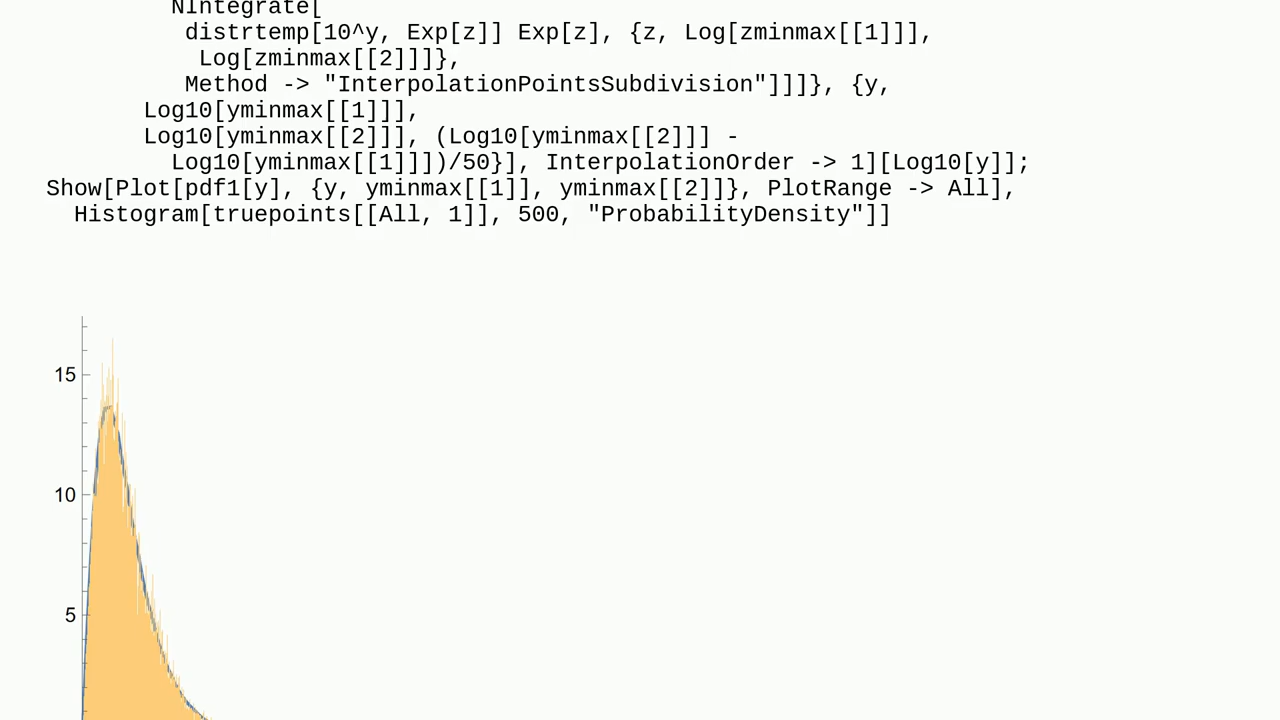 NIntegrate[
distrtemp[10^y, Exp[z]] Exp[z], {z, Log[zminmax[[1]]],
Log[zminmax[[2]]]},
Method -> "InterpolationPointsSubdivision"]]]}, {y,
Log10[yminmax[[1]]],
Log10[yminmax[[2]]], (Log10[yminmax[[2]]] -
Log10[yminmax[[1]]])/50}], InterpolationOrder -> 1][Log10[y]];
Show[Plot[pdf1[y], {y, yminmax[[1]], yminmax[[2]]}, PlotRange -> All],
Histogram[truepoints[[All, 1]], 500, "ProbabilityDensity"]]
15
10
5